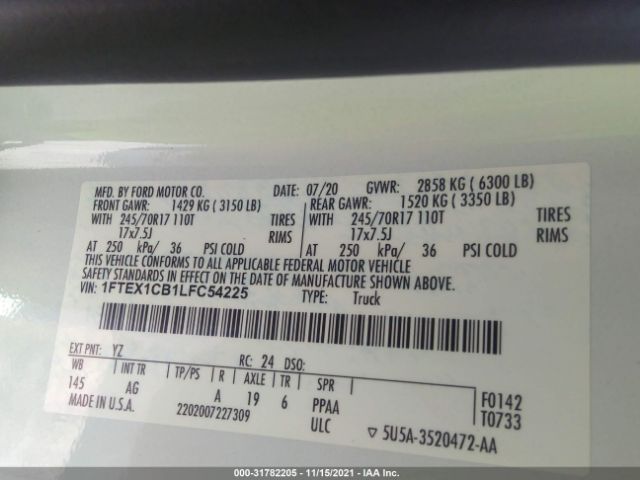 MFD. BY FORD MOTOR CO. DATE: 07/20 GVWR: 2858 KG ( 6300 LB)
FRONT GAWR: 1429 KG ( 3150 LB) REAR GAWR: 1520 KG ( 3350 LB)
WITH 245/70R17 110T TIRES WITH 245/70R17 110T TIRES
17x7.5J RIMS 17x7.5J RIMS
AT 250 kPa/ 36 PSI COLD AT 250 kPa/ 36 PSI COLD
THIS VEHICLE CONFORMS TO ALL APPLICABLE FEDERAL MOTOR VEHICLE
SAFETY STANDARDS IN EFFECT ON THE DATE OF MANUFACTURE SHOWN ABOVE.
VIN: 1FTEX1CB1LFC54225 TYPE: Truck
EXT PNT: YZ RC: 24 DSO:
WB INT TR TP/PS R AXLE TR SPR
145 AG A 19 6 PPAA F0142
MADE IN U.S.A. 2202007227309 ULC T0733
▽ 5U5A-3520472-AA
000-31782205 - 11/15/2021 - IAA Inc.